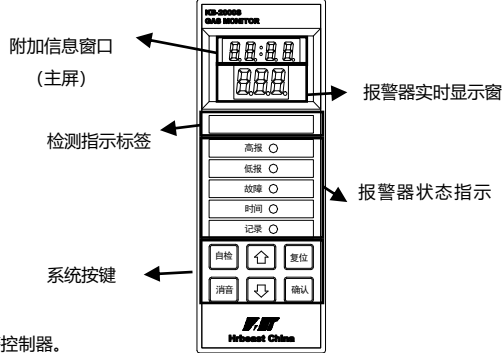 KB-2000S
GAS MONITOR
附加信息窗口
（主屏）
88:88
888
报警器实时显示窗
检测指示标签
高报
低报
故障
时间
记录
报警器状态指示
自检
复位
消音
确认
系统按键
Hrbeast China
控制器。